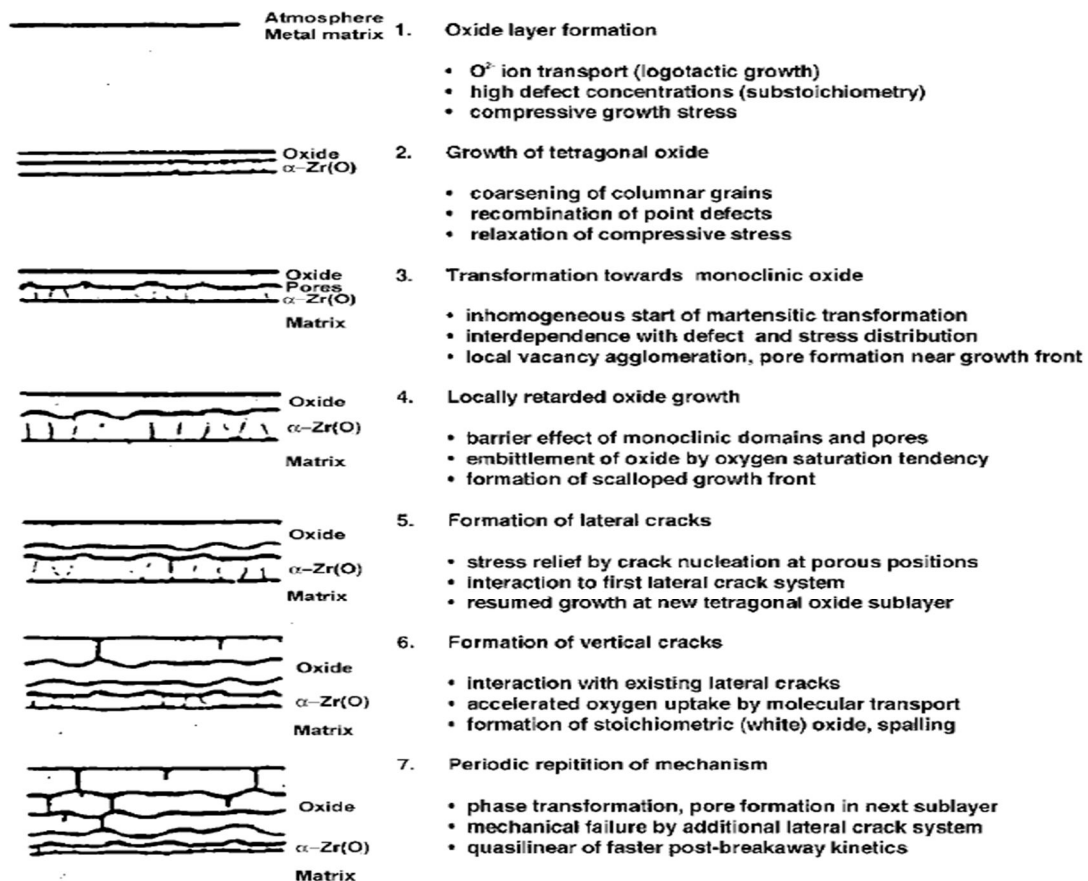 Atmosphere
Metal matrix
1. Oxide layer formation
• O²⁻ ion transport (logotactic growth)
• high defect concentrations (substoichiometry)
• compressive growth stress
Oxide
α–Zr(O)
2. Growth of tetragonal oxide
• coarsening of columnar grains
• recombination of point defects
• relaxation of compressive stress
Oxide
Pores
α–Zr(O)
Matrix
3. Transformation towards monoclinic oxide
• inhomogeneous start of martensitic transformation
• interdependence with defect and stress distribution
• local vacancy agglomeration, pore formation near growth front
Oxide
α–Zr(O)
Matrix
4. Locally retarded oxide growth
• barrier effect of monoclinic domains and pores
• embittlement of oxide by oxygen saturation tendency
• formation of scalloped growth front
Oxide
α–Zr(O)
Matrix
5. Formation of lateral cracks
• stress relief by crack nucleation at porous positions
• interaction to first lateral crack system
• resumed growth at new tetragonal oxide sublayer
Oxide
α–Zr(O)
Matrix
6. Formation of vertical cracks
• interaction with existing lateral cracks
• accelerated oxygen uptake by molecular transport
• formation of stoichiometric (white) oxide, spalling
Oxide
α–Zr(O)
Matrix
7. Periodic repitition of mechanism
• phase transformation, pore formation in next sublayer
• mechanical failure by additional lateral crack system
• quasilinear of faster post-breakaway kinetics